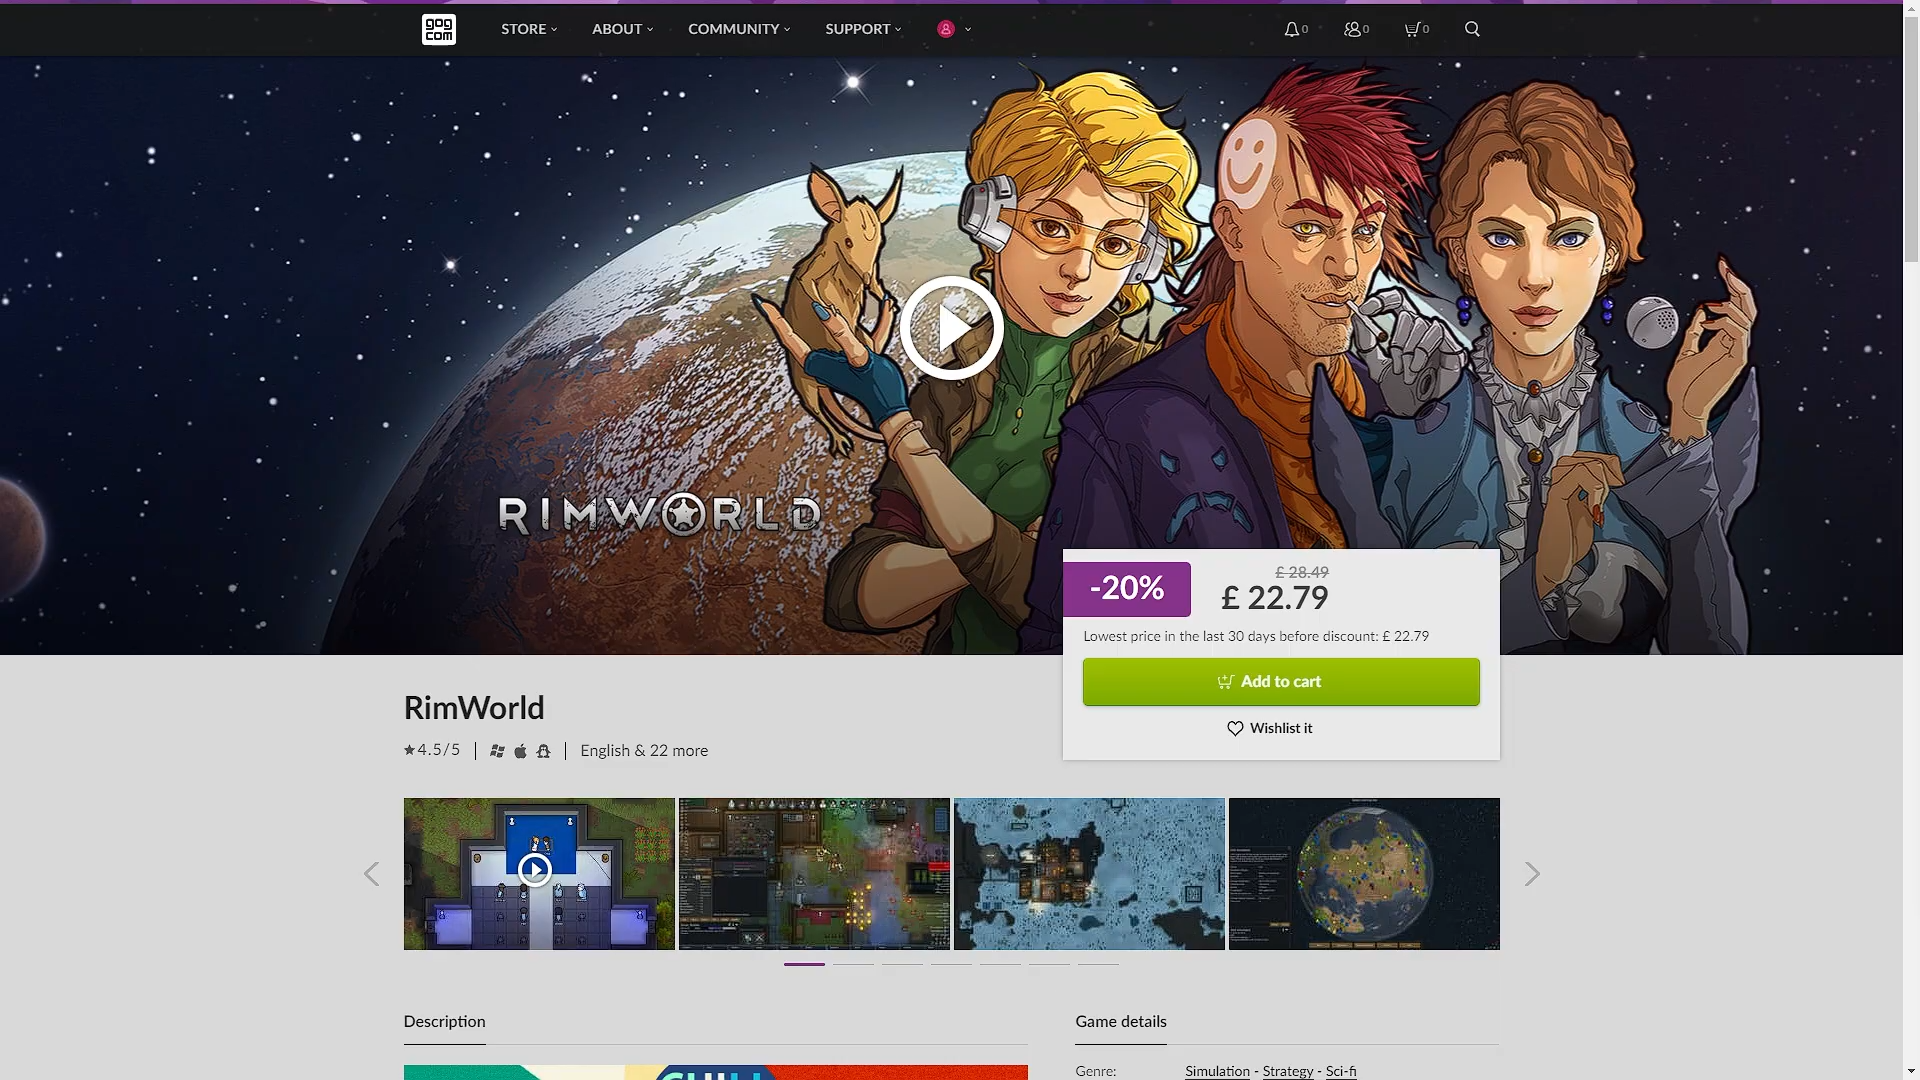 gog
com
STORE
ABOUT
COMMUNITY
SUPPORT
0
0
0
RIMWORLD
-20%
£ 28.49
£ 22.79
Lowest price in the last 30 days before discount: £ 22.79
Add to cart
Wishlist it
RimWorld
4.5/5
English & 22 more
Description
Game details
Genre:
Simulation - Strategy - Sci-fi